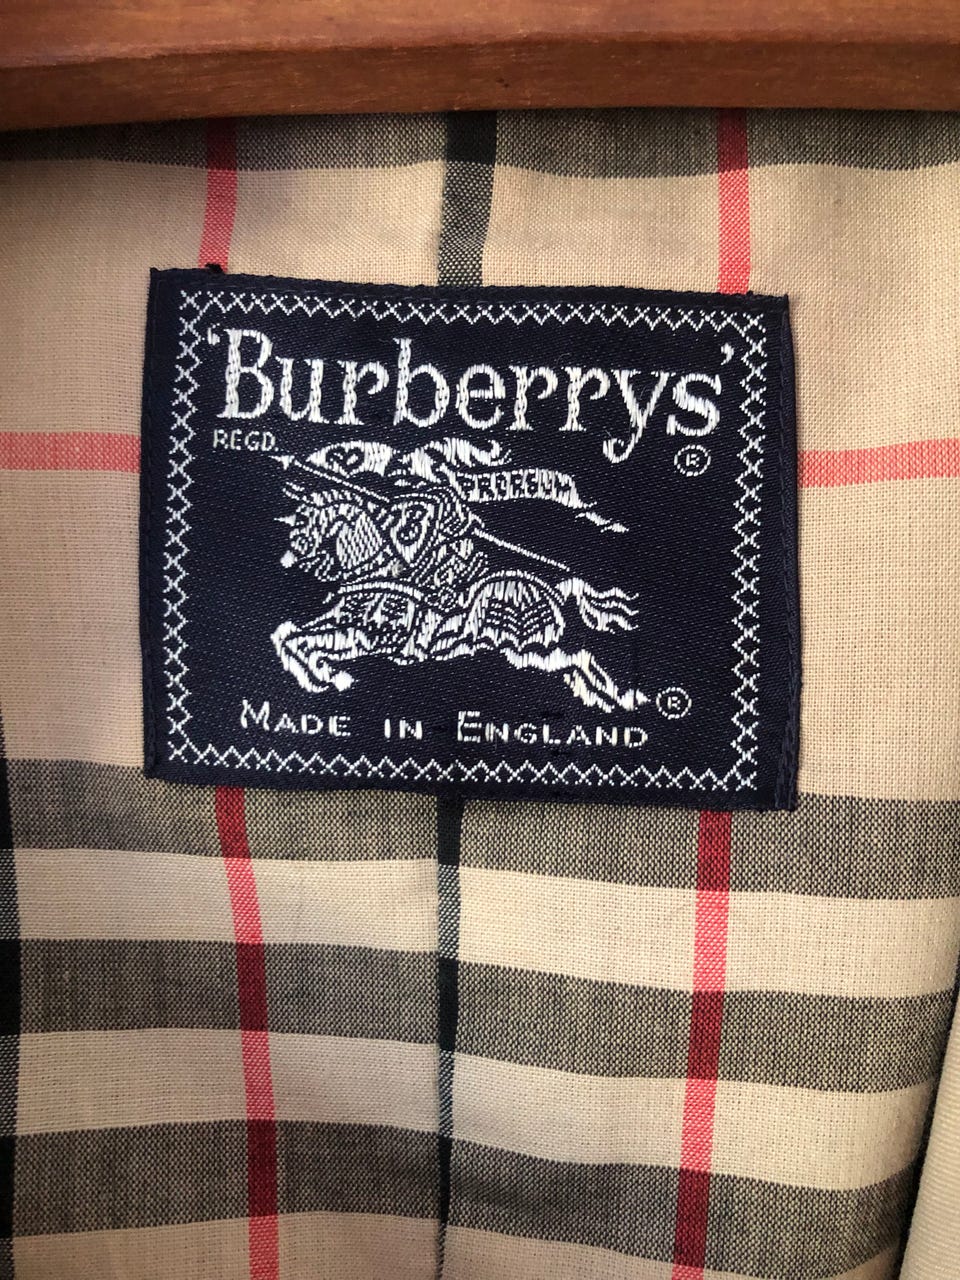 'Burberrys'
REGD. ®
PRORSUM
®
MADE IN ENGLAND